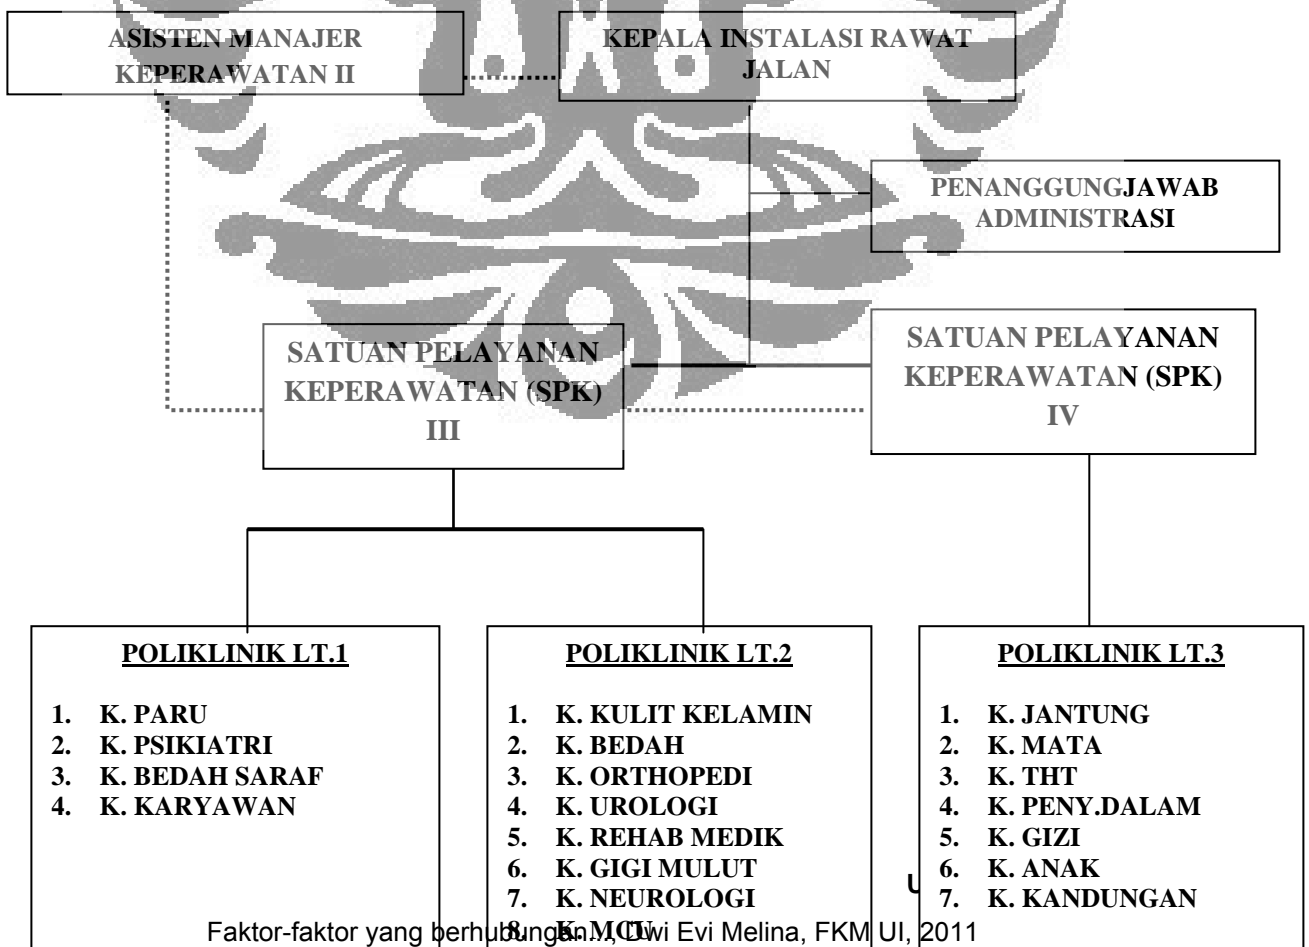 ASISTEN MANAJER
KEPERAWATAN II
KEPALA INSTALASI RAWAT
JALAN
PENANGGUNGJAWAB
ADMINISTRASI
SATUAN PELAYANAN
KEPERAWATAN (SPK)
III
SATUAN PELAYANAN
KEPERAWATAN (SPK)
IV
POLIKLINIK LT.1
1. K. PARU
2. K. PSIKIATRI
3. K. BEDAH SARAF
4. K. KARYAWAN
POLIKLINIK LT.2
1. K. KULIT KELAMIN
2. K. BEDAH
3. K. ORTHOPEDI
4. K. UROLOGI
5. K. REHAB MEDIK
6. K. GIGI MULUT
7. K. NEUROLOGI
8. K. MCU
POLIKLINIK LT.3
1. K. JANTUNG
2. K. MATA
3. K. THT
4. K. PENY.DALAM
5. K. GIZI
6. K. ANAK
7. K. KANDUNGAN
Faktor-faktor yang berhubungan..., Dwi Evi Melina, FKM UI, 2011